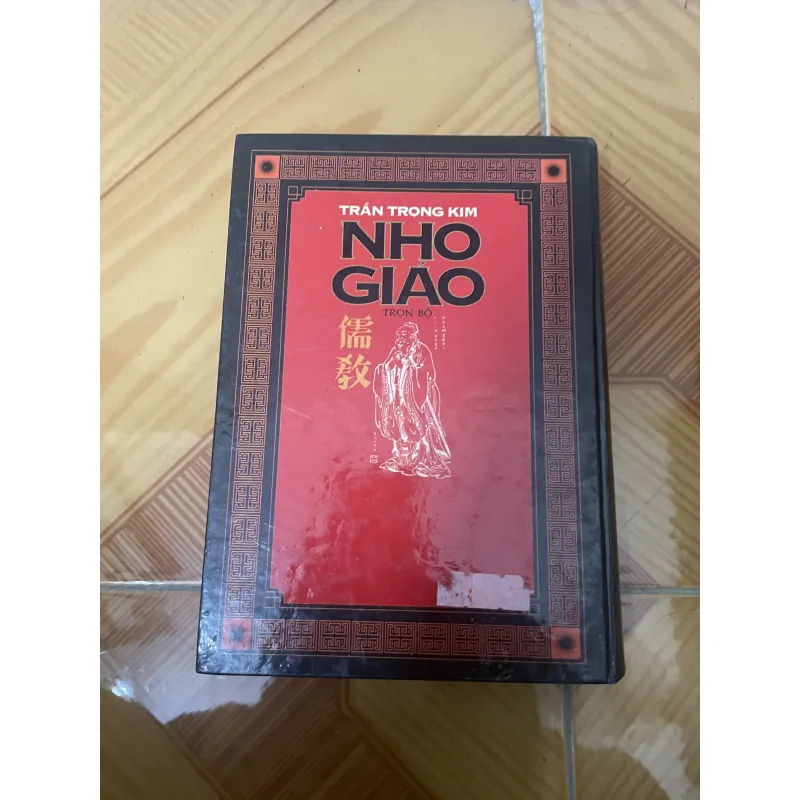 TRẦN TRỌNG KIM
NHO
GIÁO
TRỌN BỘ
儒
教